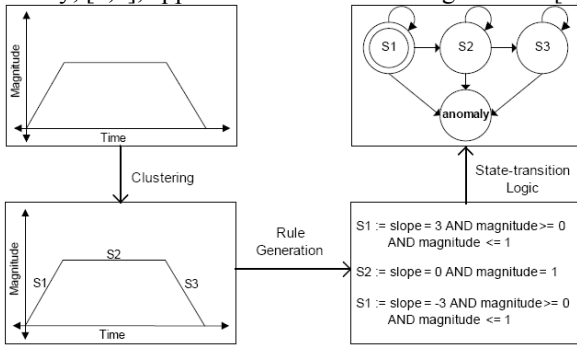 Magnitude
Time
S1 S2 S3
anomaly
Clustering
State-transition
Logic
Magnitude
S1
S2
S3
Time
Rule
Generation
S1 := slope = 3 AND magnitude>= 0
AND magnitude <= 1
S2 := slope = 0 AND magnitude = 1
S1 := slope = -3 AND magnitude>= 0
AND magnitude <= 1